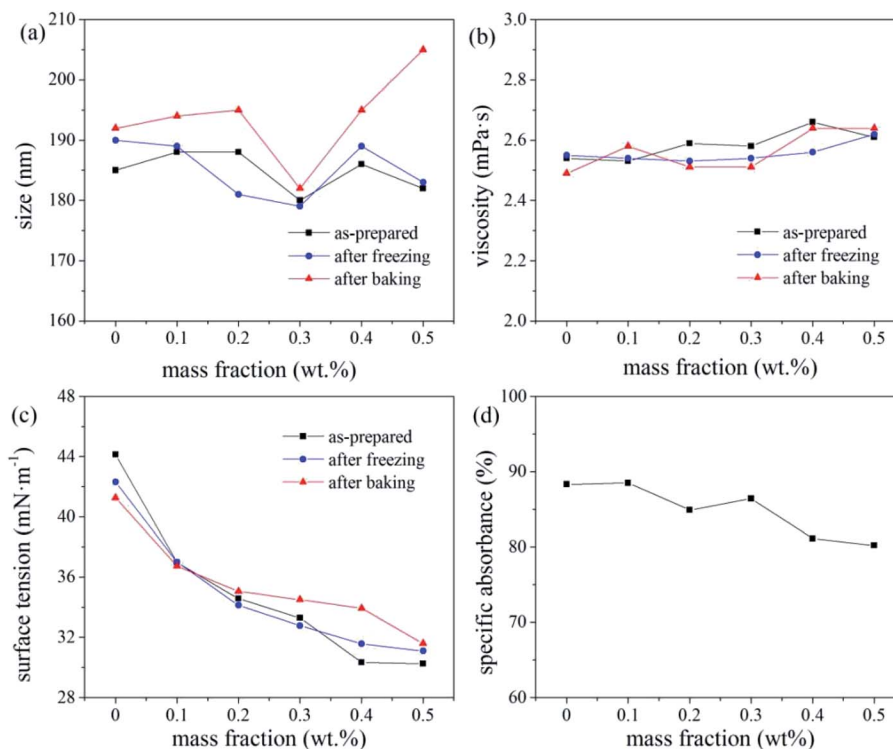 (a)
210
200
190
180
170
160
size (nm)
as-prepared
after freezing
after baking
0 0.1 0.2 0.3 0.4 0.5
mass fraction (wt.%)
(b)
3.0
2.8
2.6
2.4
2.2
2.0
viscosity (mPa·s)
as-prepared
after freezing
after baking
0 0.1 0.2 0.3 0.4 0.5
mass fraction (wt.%)
(c)
48
44
40
36
32
28
surface tension (mN·m⁻¹)
as-prepared
after freezing
after baking
0 0.1 0.2 0.3 0.4 0.5
mass fraction (wt.%)
(d)
100
90
80
70
60
specific absorbance (%)
0 0.1 0.2 0.3 0.4 0.5
mass fraction (wt%)